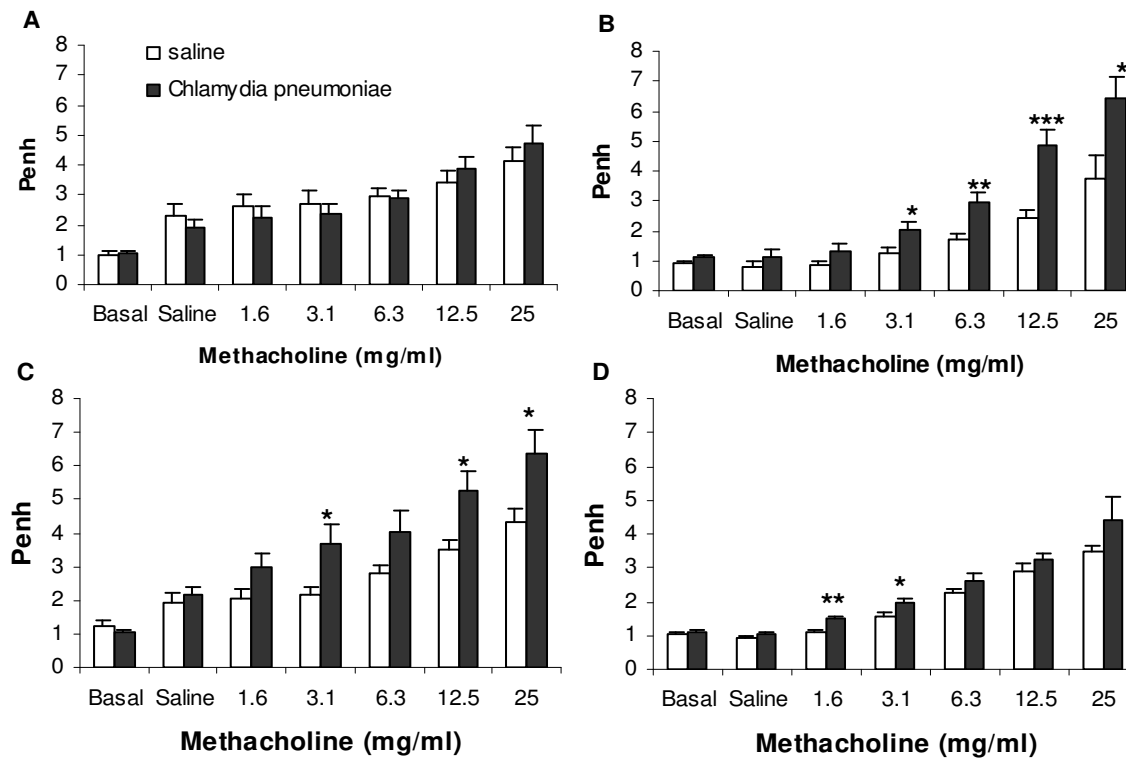 A
8
7
6
5
4
3
2
1
0
Penh
saline
Chlamydia pneumoniae
Basal Saline 1.6 3.1 6.3 12.5 25
Methacholine (mg/ml)
B
8
7
6
5
4
3
2
1
0
Penh
* ** *** *
Basal Saline 1.6 3.1 6.3 12.5 25
Methacholine (mg/ml)
C
8
7
6
5
4
3
2
1
0
Penh
* * *
Basal Saline 1.6 3.1 6.3 12.5 25
Methacholine (mg/ml)
D
8
7
6
5
4
3
2
1
0
Penh
** *
Basal Saline 1.6 3.1 6.3 12.5 25
Methacholine (mg/ml)